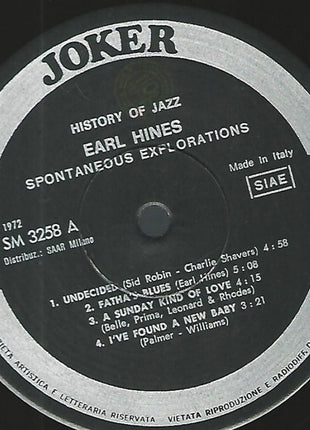 JOKER
HISTORY OF JAZZ
EARL HINES
SPONTANEOUS EXPLORATIONS
Made in Italy
SIAE
1972
SM 3258 A
Distribuz.: SAAR Milano
1. UNDECIDEL (Sid Robin - Charlie Shavers) 4:58
2. FATHA'S BLUES (Earl Hines) 5:08
3. A SUNDAY KIND OF LOVE 4:15
(Belle, Prima, Leonard & Rhodes)
4. I'VE FOUND A NEW BABY 3:21
(Palmer - Williams)
ARTISTICA E LETTERARIA RISERVATA - VIETATA RIPRODUZIONE E RADIODIF.